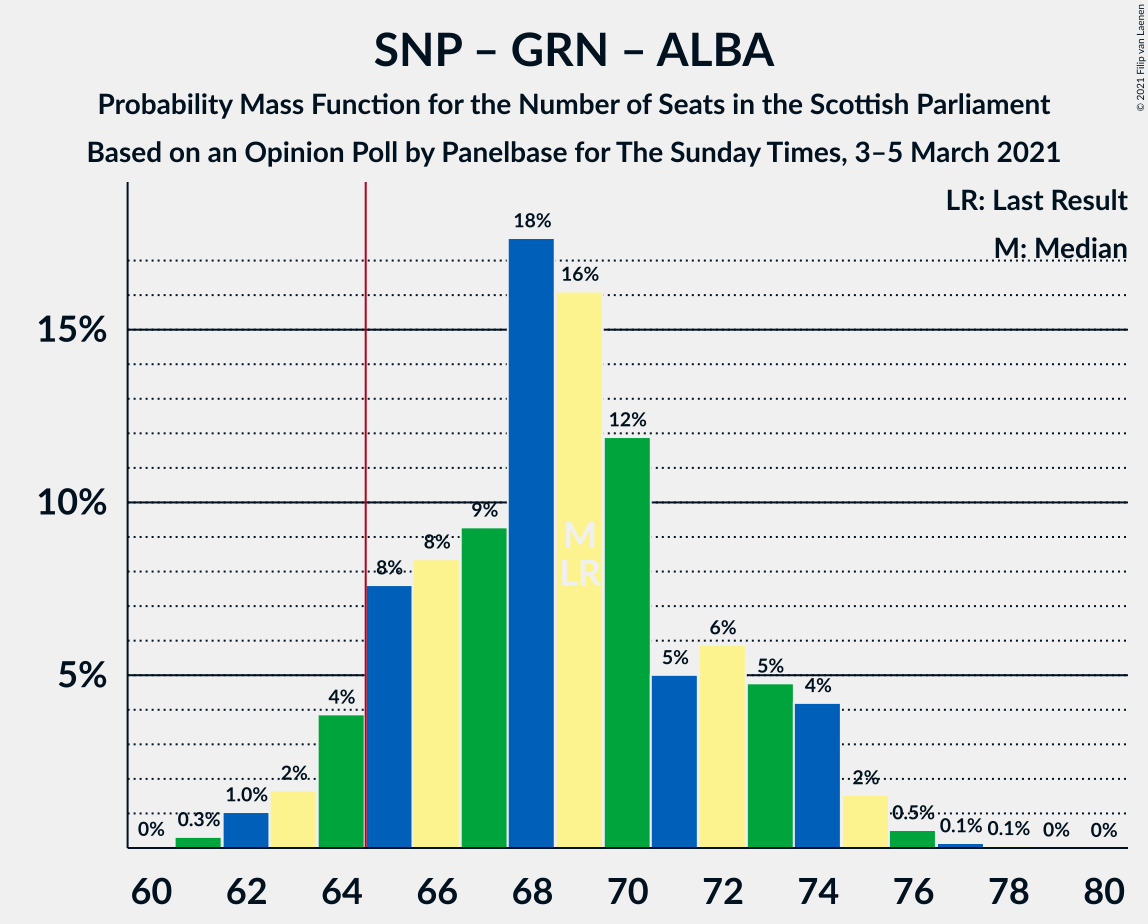 SNP – GRN – ALBA
Probability Mass Function for the Number of Seats in the Scottish Parliament
Based on an Opinion Poll by Panelbase for The Sunday Times, 3–5 March 2021
© 2021 Filip van Laenen
LR: Last Result
M: Median
15%
10%
5%
0%
0.3%
1.0%
2%
4%
8%
8%
9%
18%
16%
12%
5%
6%
5%
4%
2%
0.5%
0.1%
0.1%
0%
0%
M
LR
60 62 64 66 68 70 72 74 76 78 80